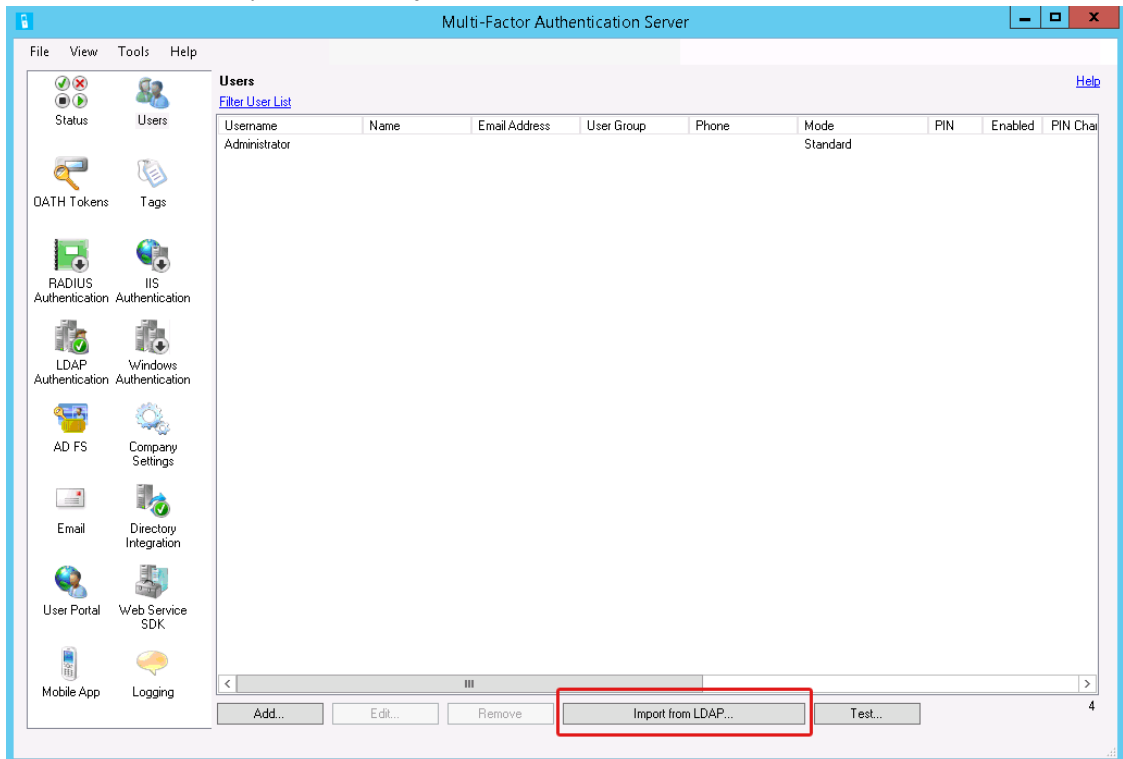 Multi-Factor Authentication Server
File View Tools Help
Status Users
OATH Tokens Tags
RADIUS Authentication IIS Authentication
LDAP Authentication Windows Authentication
AD FS Company Settings
Email Directory Integration
User Portal Web Service SDK
Mobile App Logging
Users Help
Filter User List
Username Name Email Address User Group Phone Mode PIN Enabled PIN Cha
Administrator Standard
Add... Edit... Remove Import from LDAP... Test... 4